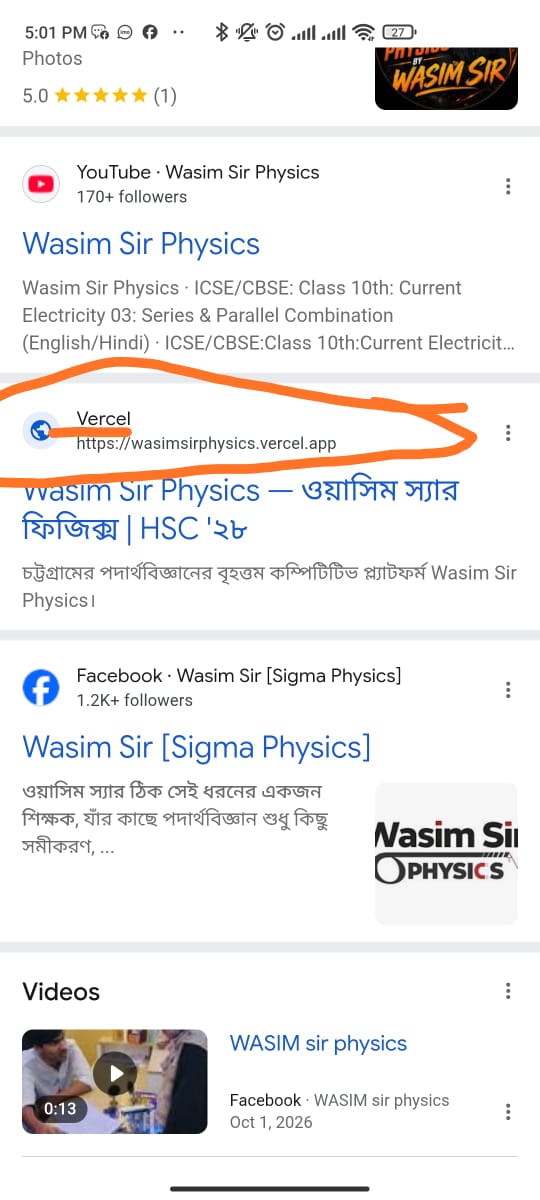 5:01 PM
27
Photos
5.0 ★★★★★ (1)
PHYSICS
BY
WASIM SIR
YouTube · Wasim Sir Physics
170+ followers
Wasim Sir Physics
Wasim Sir Physics · ICSE/CBSE: Class 10th: Current
Electricity 03: Series & Parallel Combination
(English/Hindi) · ICSE/CBSE:Class 10th:Current Electricit...
Vercel
https://wasimsirphysics.vercel.app
Wasim Sir Physics — ওয়াসিম স্যার
ফিজিক্স | HSC '২৮
চট্টগ্রামের পদার্থবিজ্ঞানের বৃহত্তম কম্পিটিটিভ প্ল্যাটফর্ম Wasim Sir
Physics।
Facebook · Wasim Sir [Sigma Physics]
1.2K+ followers
Wasim Sir [Sigma Physics]
ওয়াসিম স্যার ঠিক সেই ধরনের একজন
শিক্ষক, যাঁর কাছে পদার্থবিজ্ঞান শুধু কিছু
সমীকরণ, ...
Wasim Sir
PHYSICS
Videos
0:13
WASIM sir physics
Facebook · WASIM sir physics
Oct 1, 2026